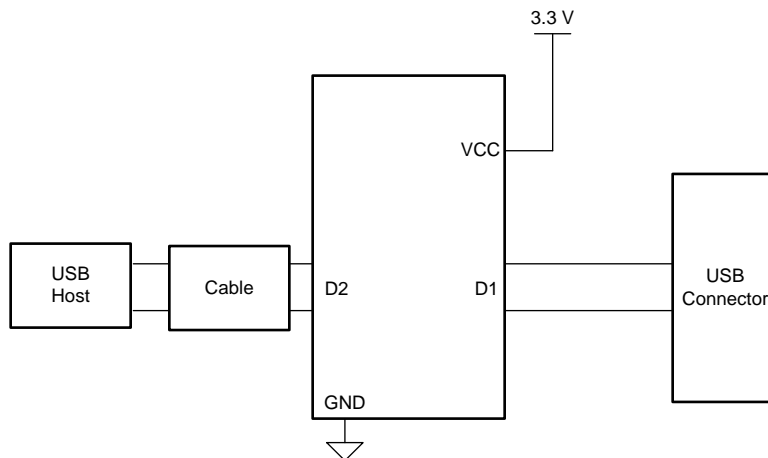 3.3 V
VCC
USB
Host
Cable
D2
D1
USB
Connector
GND